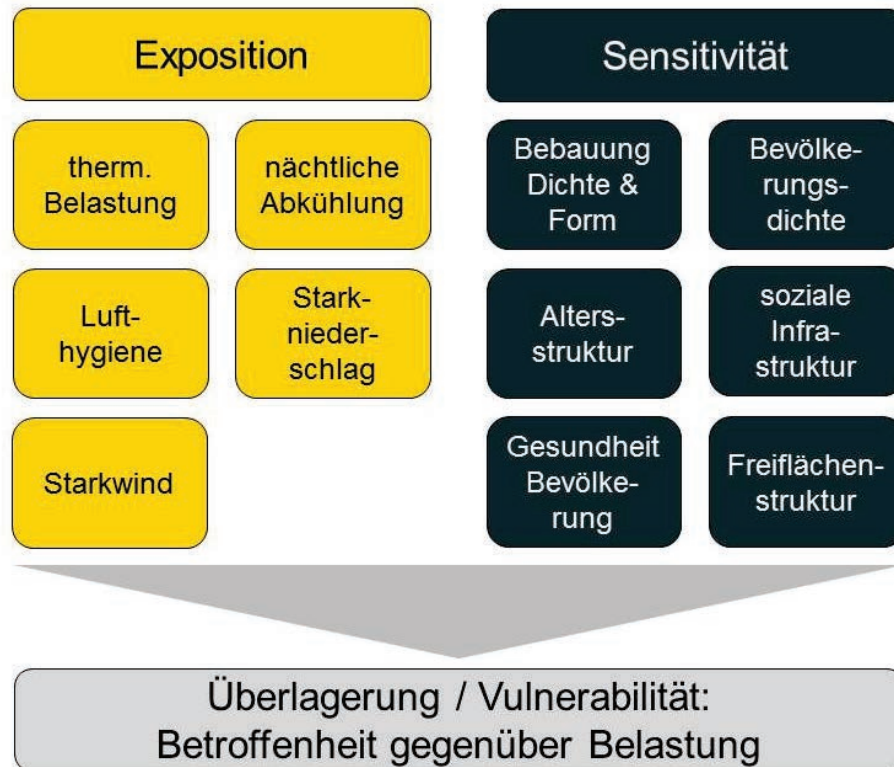 Exposition
therm.
Belastung
nächtliche
Abkühlung
Luft-
hygiene
Stark-
nieder-
schlag
Starkwind
Sensitivität
Bebauung
Dichte &
Form
Bevölke-
rungs-
dichte
Alters-
struktur
soziale
Infra-
struktur
Gesundheit
Bevölke-
rung
Freiflächen-
struktur
Überlagerung / Vulnerabilität:
Betroffenheit gegenüber Belastung